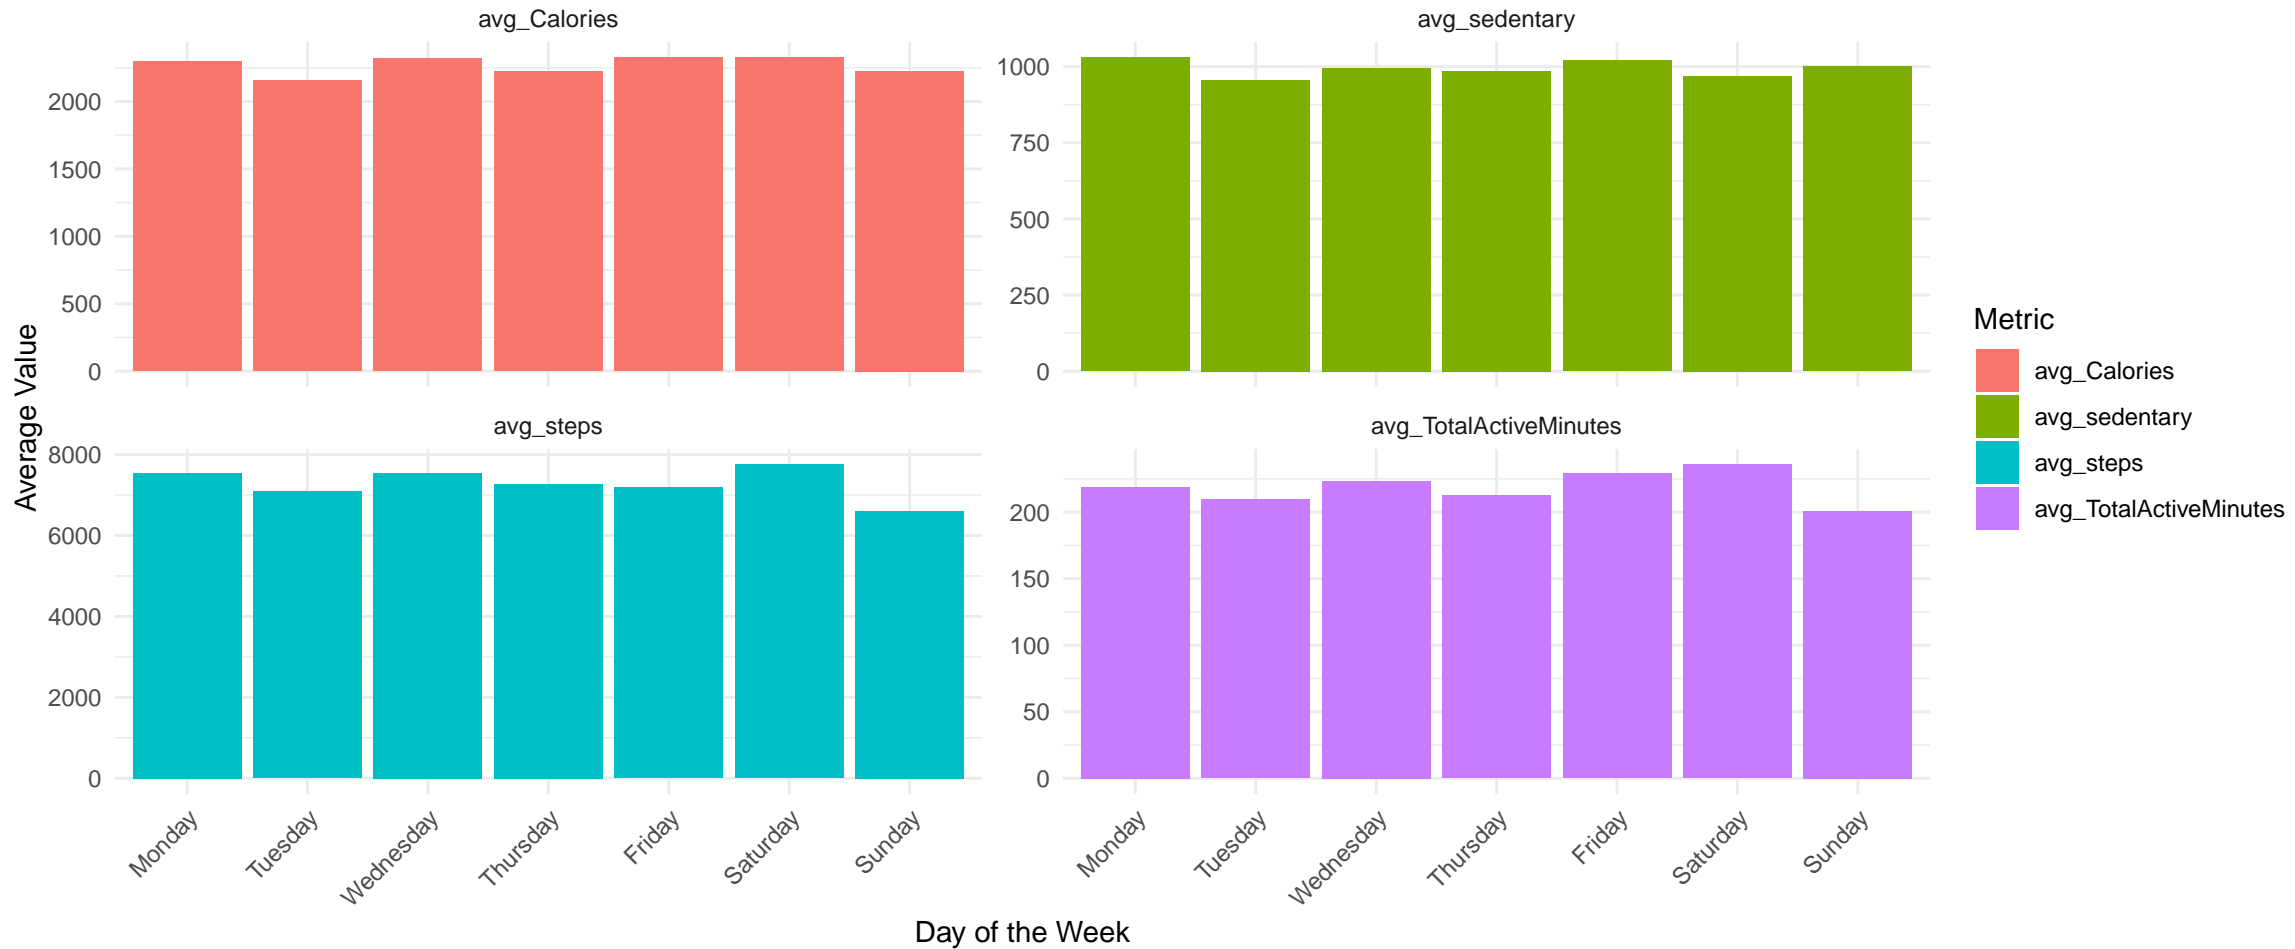 avg_Calories
avg_sedentary
2000
1500
1000
500
0
1000
750
500
250
0
avg_steps
avg_TotalActiveMinutes
8000
6000
4000
2000
0
200
150
100
50
0
Monday
Tuesday
Wednesday
Thursday
Friday
Saturday
Sunday
Monday
Tuesday
Wednesday
Thursday
Friday
Saturday
Sunday
Average Value
Day of the Week
Metric
avg_Calories
avg_sedentary
avg_steps
avg_TotalActiveMinutes